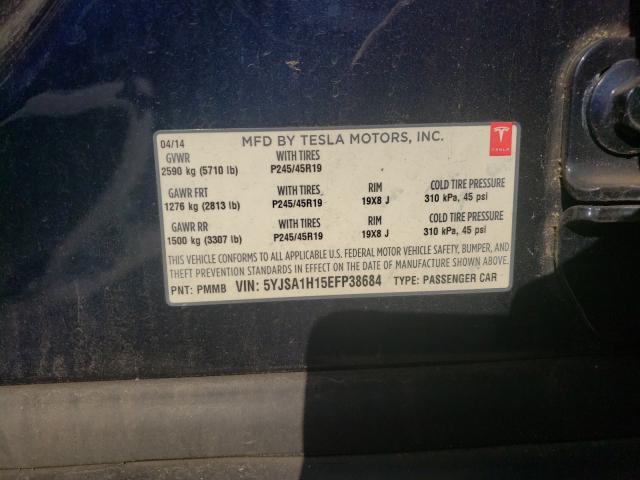 04/14 MFD BY TESLA MOTORS, INC.
TESLA
GVWR WITH TIRES
2590 kg (5710 lb) P245/45R19
GAWR FRT WITH TIRES RIM COLD TIRE PRESSURE
1276 kg (2813 lb) P245/45R19 19X8 J 310 kPa, 45 psi
GAWR RR WITH TIRES RIM COLD TIRE PRESSURE
1500 kg (3307 lb) P245/45R19 19X8 J 310 kPa, 45 psi
THIS VEHICLE CONFORMS TO ALL APPLICABLE U.S. FEDERAL MOTOR VEHICLE SAFETY, BUMPER, AND
THEFT PREVENTION STANDARDS IN EFFECT ON THE DATE OF MANUFACTURE SHOWN ABOVE.
PNT: PMMB VIN: 5YJSA1H15EFP38684 TYPE: PASSENGER CAR